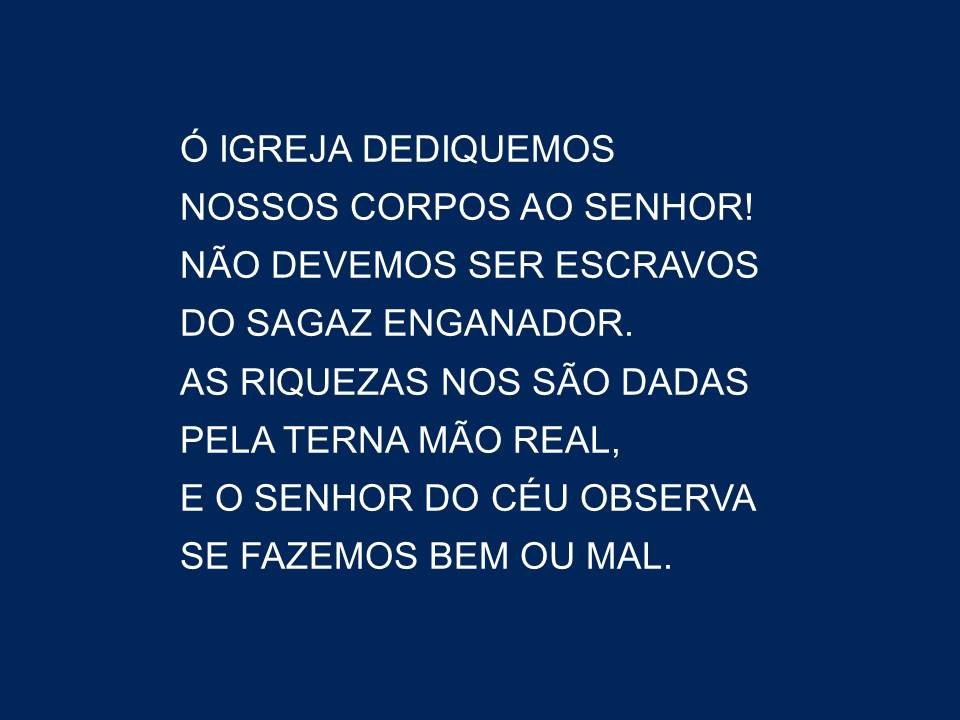 Ó IGREJA DEDIQUEMOS
NOSSOS CORPOS AO SENHOR!
NÃO DEVEMOS SER ESCRAVOS
DO SAGAZ ENGANADOR.
AS RIQUEZAS NOS SÃO DADAS
PELA TERNA MÃO REAL,
E O SENHOR DO CÉU OBSERVA
SE FAZEMOS BEM OU MAL.